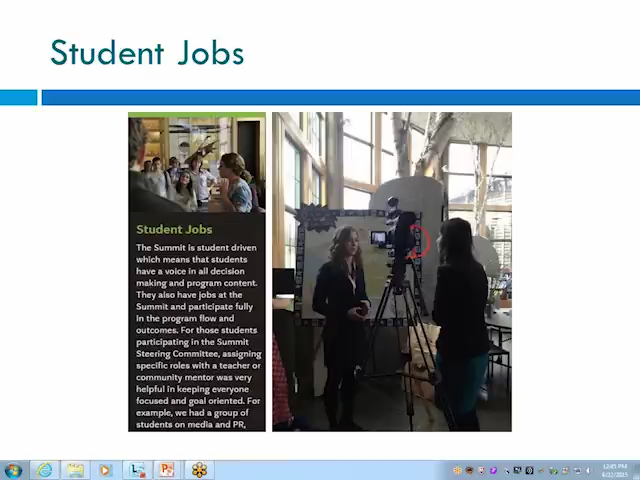 Student Jobs
Student Jobs
The Summit is student driven
which means that students
have a voice in all decision
making and program content.
They also have jobs at the
Summit and participate fully
in the program flow and
outcomes. For those students
participating in the Summit
Steering Committee, assigning
specific roles with a teacher or
community mentor was very
helpful in keeping everyone
focused and goal oriented. For
example, we had a group of
students on media and PR,
12:45 PM